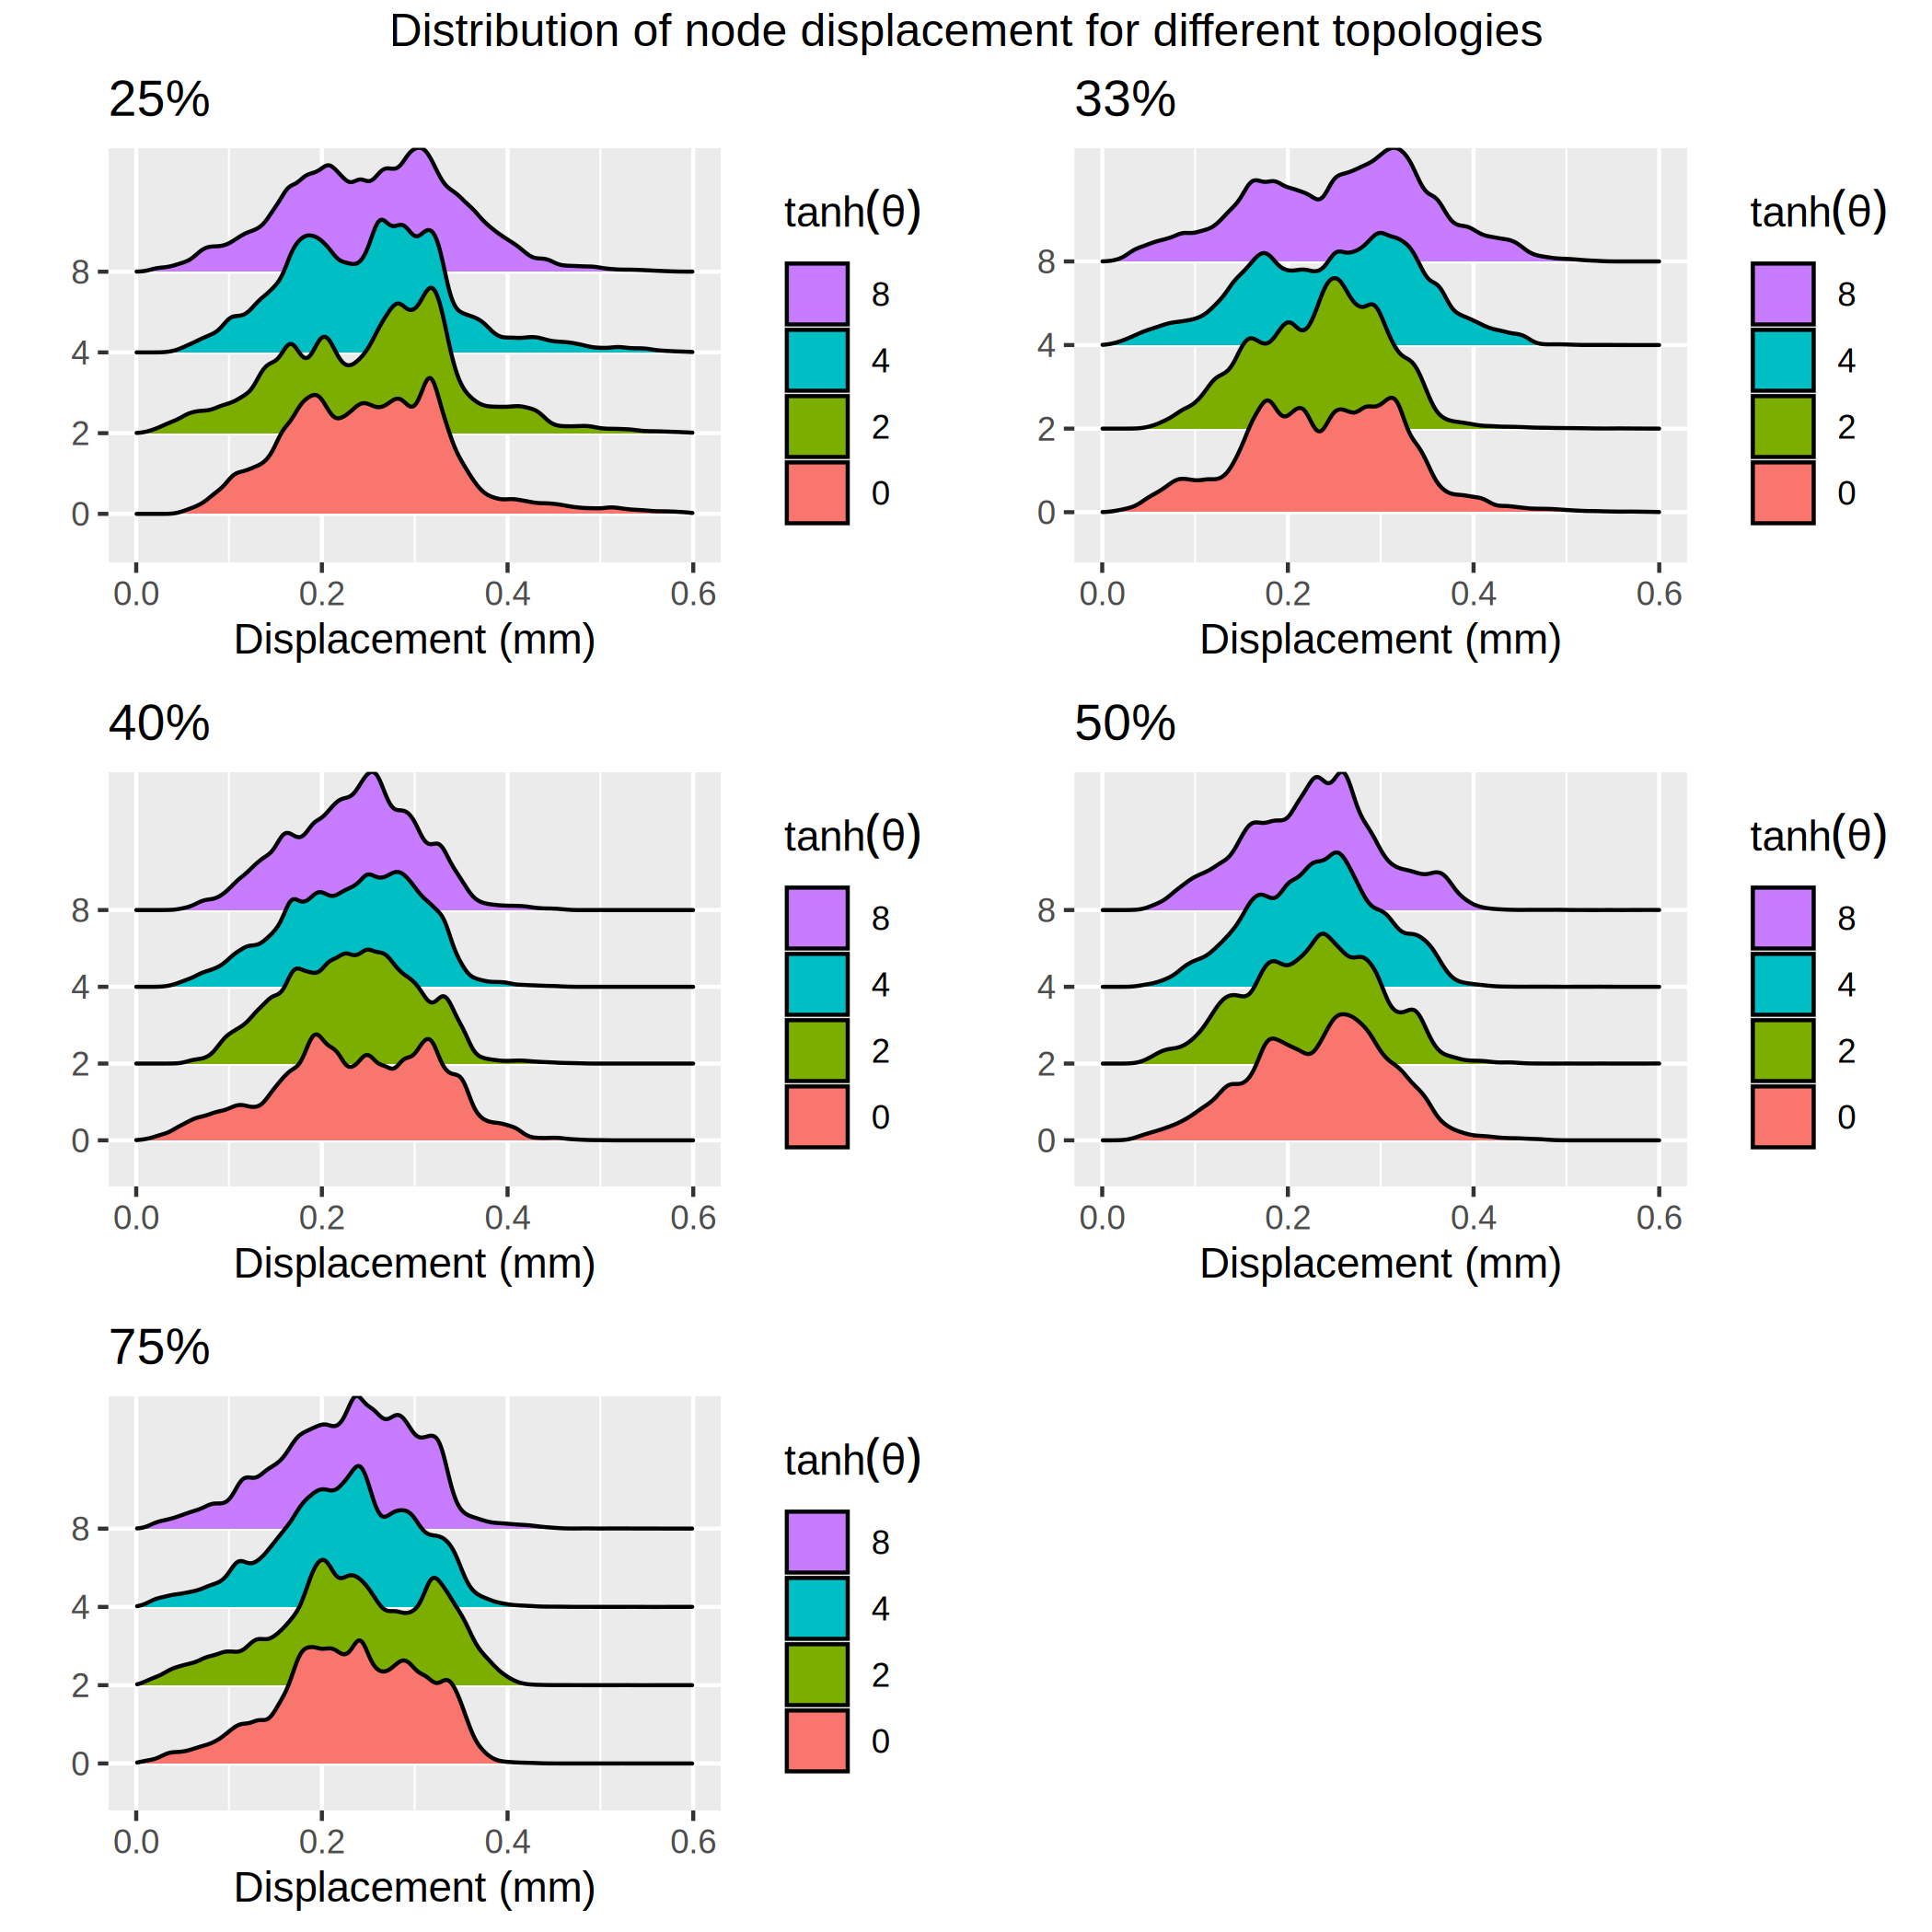 Distribution of node displacement for different topologies
25%
8
4
2
0
0.0 0.2 0.4 0.6
Displacement (mm)
tanh(θ)
8
4
2
0
33%
8
4
2
0
0.0 0.2 0.4 0.6
Displacement (mm)
tanh(θ)
8
4
2
0
40%
8
4
2
0
0.0 0.2 0.4 0.6
Displacement (mm)
tanh(θ)
8
4
2
0
50%
8
4
2
0
0.0 0.2 0.4 0.6
Displacement (mm)
tanh(θ)
8
4
2
0
75%
8
4
2
0
0.0 0.2 0.4 0.6
Displacement (mm)
tanh(θ)
8
4
2
0